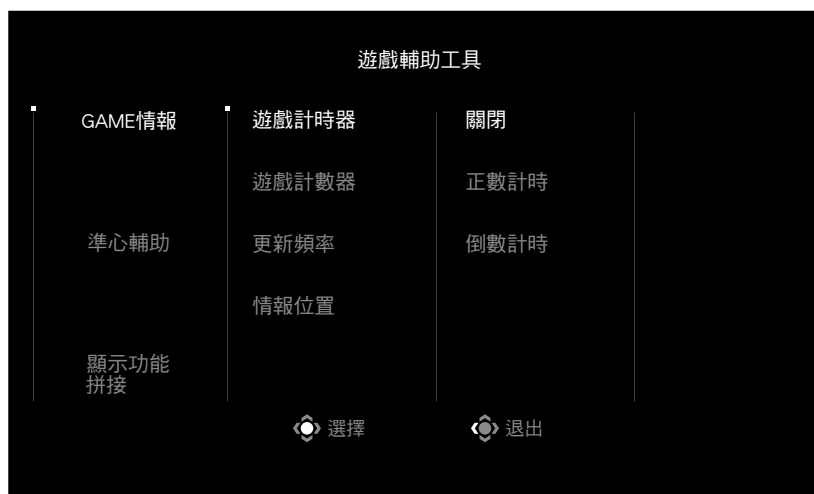 遊戲輔助工具
GAME情報
遊戲計時器
關閉
遊戲計數器
正數計時
準心輔助
更新頻率
倒數計時
情報位置
顯示功能
拼接
選擇
退出